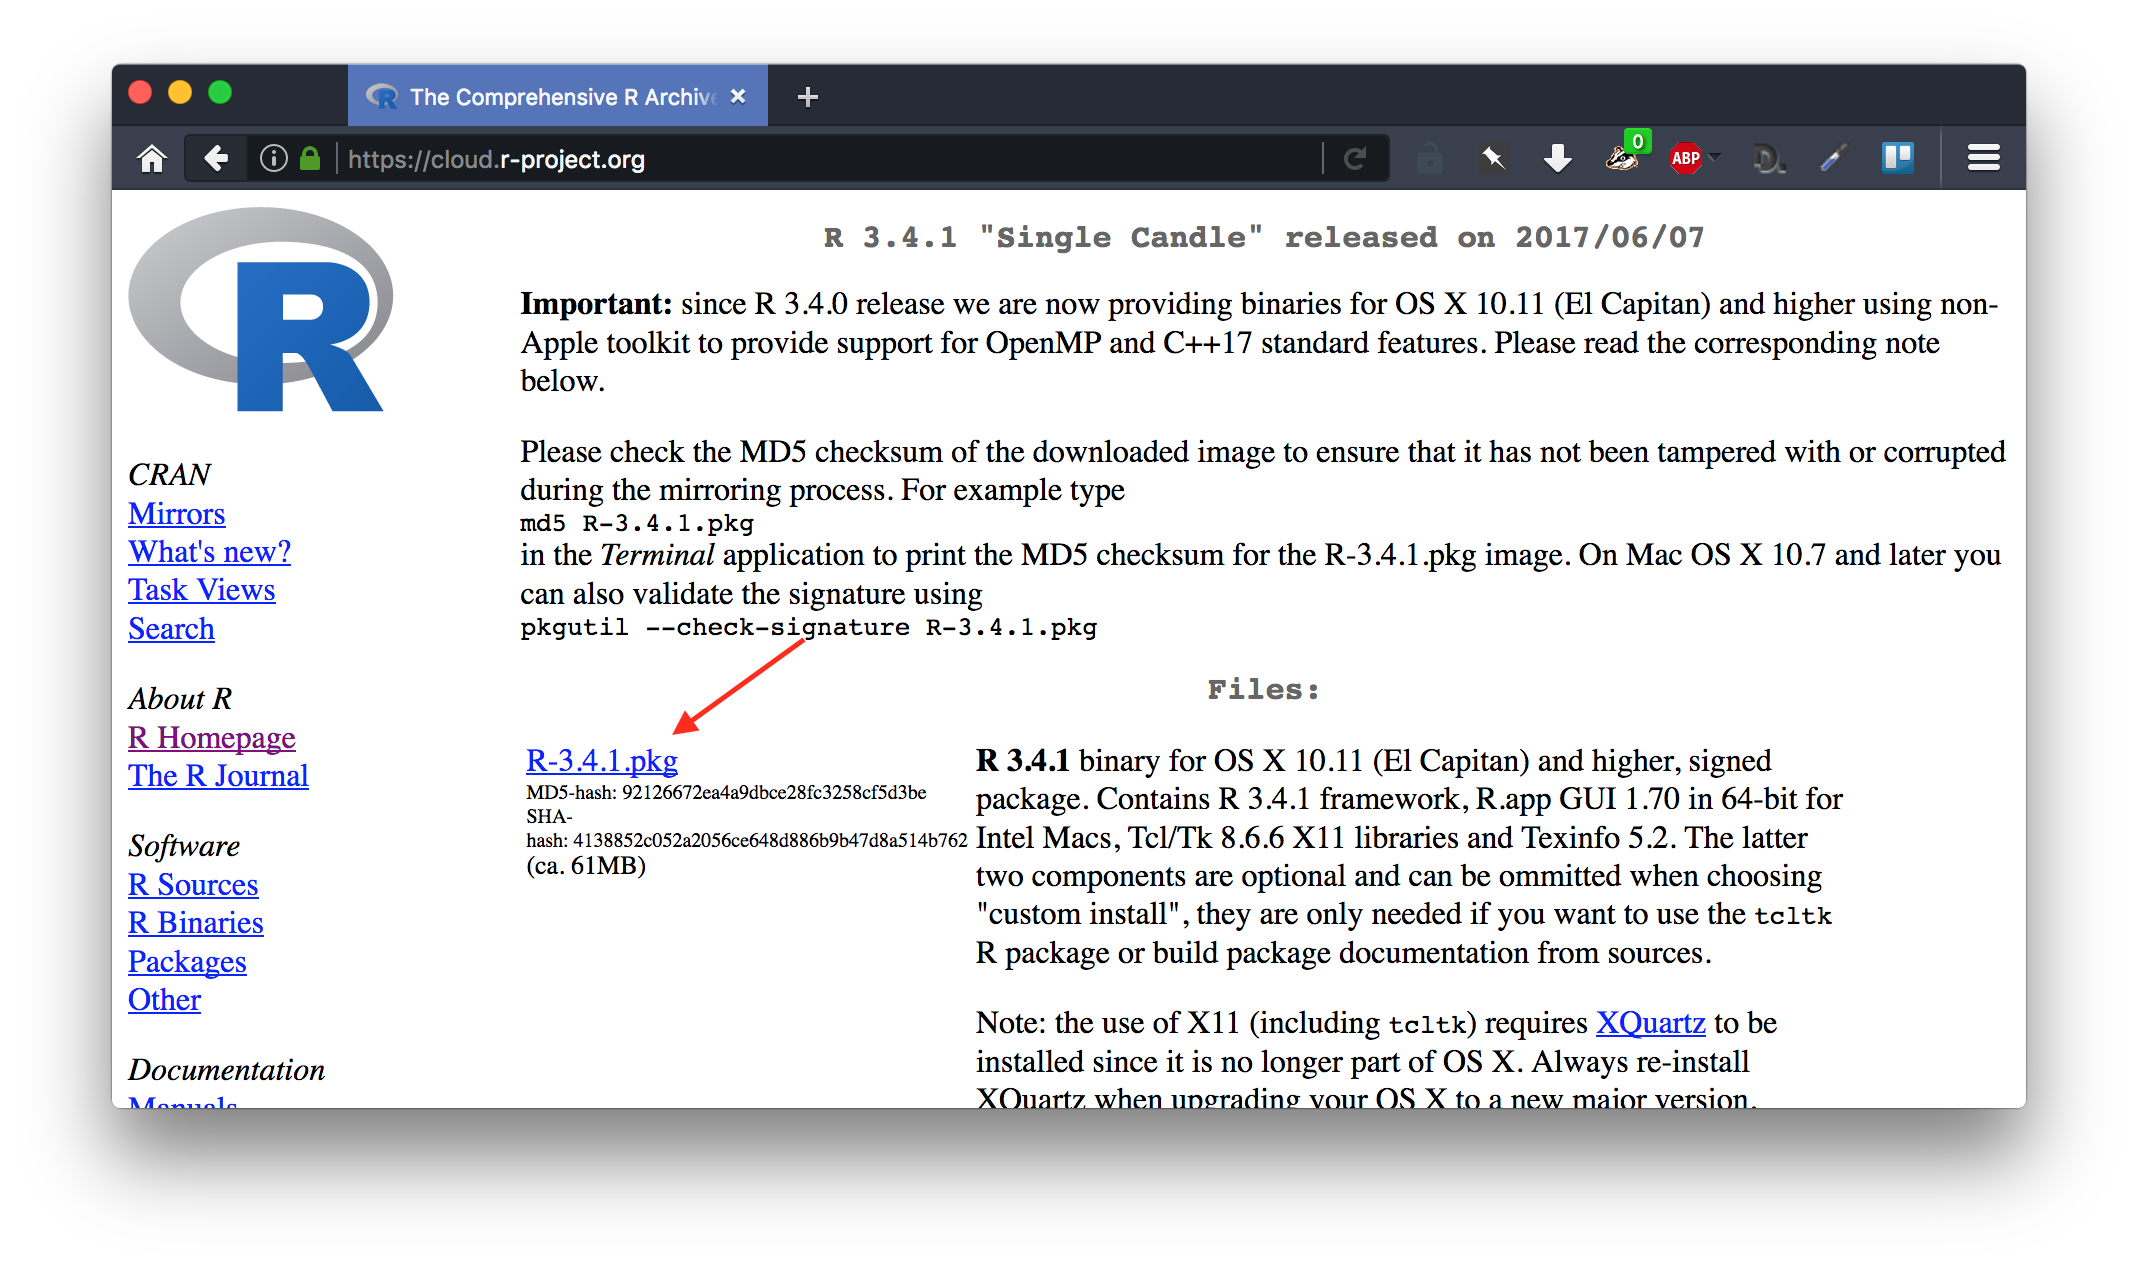 The Comprehensive R Archive
https://cloud.r-project.org
0
ABP
D.
R
R 3.4.1 "Single Candle" released on 2017/06/07
Important: since R 3.4.0 release we are now providing binaries for OS X 10.11 (El Capitan) and higher using non-
Apple toolkit to provide support for OpenMP and C++17 standard features. Please read the corresponding note
below.
Please check the MD5 checksum of the downloaded image to ensure that it has not been tampered with or corrupted
during the mirroring process. For example type
md5 R-3.4.1.pkg
in the Terminal application to print the MD5 checksum for the R-3.4.1.pkg image. On Mac OS X 10.7 and later you
can also validate the signature using
pkgutil --check-signature R-3.4.1.pkg
CRAN
Mirrors
What's new?
Task Views
Search
About R
R Homepage
The R Journal
Software
R Sources
R Binaries
Packages
Other
Documentation
Manuals
Files:
R-3.4.1.pkg
MD5-hash: 92126672ea4a9dbce28fc3258cf5d3be
SHA-
hash: 4138852c052a2056ce648d886b9b47d8a514b762
(ca. 61MB)
R 3.4.1 binary for OS X 10.11 (El Capitan) and higher, signed
package. Contains R 3.4.1 framework, R.app GUI 1.70 in 64-bit for
Intel Macs, Tcl/Tk 8.6.6 X11 libraries and Texinfo 5.2. The latter
two components are optional and can be ommitted when choosing
"custom install", they are only needed if you want to use the tcltk
R package or build package documentation from sources.
Note: the use of X11 (including tcltk) requires XQuartz to be
installed since it is no longer part of OS X. Always re-install
XQuartz when upgrading your OS X to a new major version.